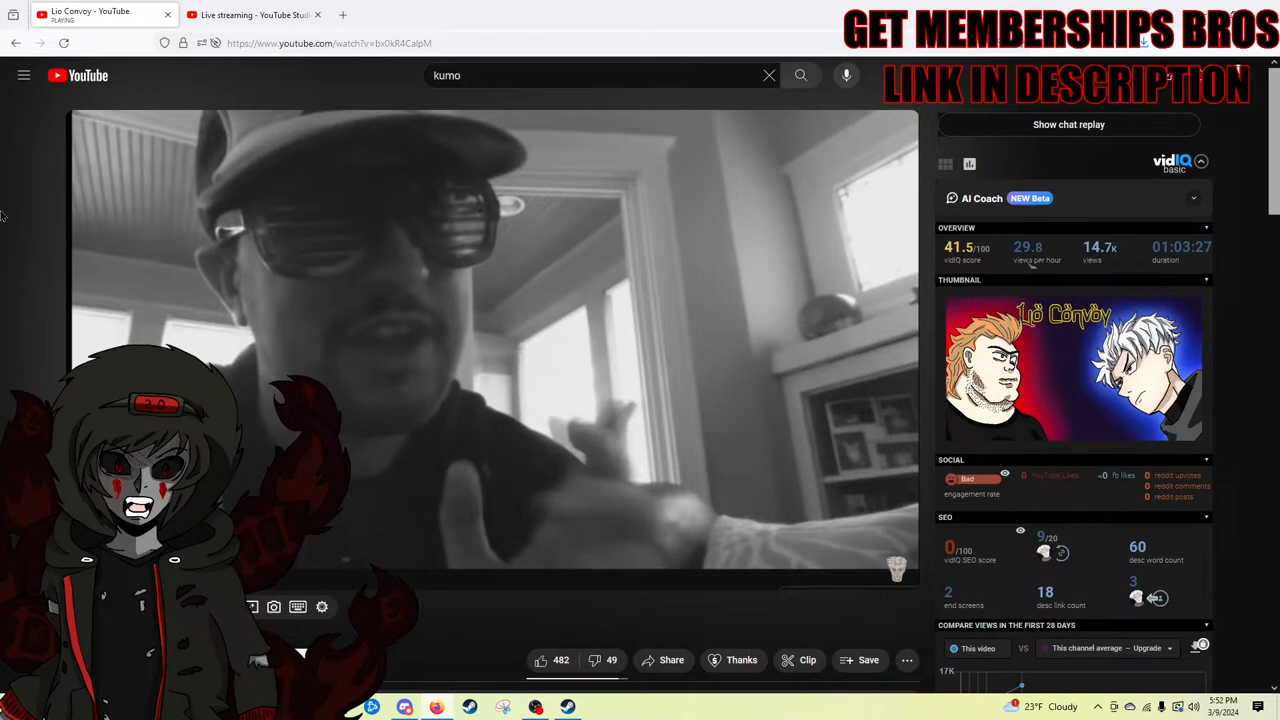 Lio Convoy - YouTube
PLAYING
Live streaming - YouTube Studio
GET MEMBERSHIPS BROS
https://www.youtube.com/watch?v=bx0kR4CalpM
LINK IN DESCRIPTION
YouTube
kumo
Show chat replay
vidIQ
basic
AI Coach NEW Beta
OVERVIEW
41.5/100 29.8 14.7K 01:03:27
vidIQ score views per hour views duration
THUMBNAIL
Lio Convoy
SOCIAL
Bad 0 YouTube Likes 0 fb likes 0 reddit upvotes
0 reddit comments
engagement rate 0 reddit posts
SEO
0/100 9/20 60
vidIQ SEO score desc word count
2 18 3
end screens desc link count
COMPARE VIEWS IN THE FIRST 28 DAYS
This video VS This channel average – Upgrade
482 49 Share Thanks Clip Save
17K
20
23°F Cloudy
5:52 PM
3/9/2024